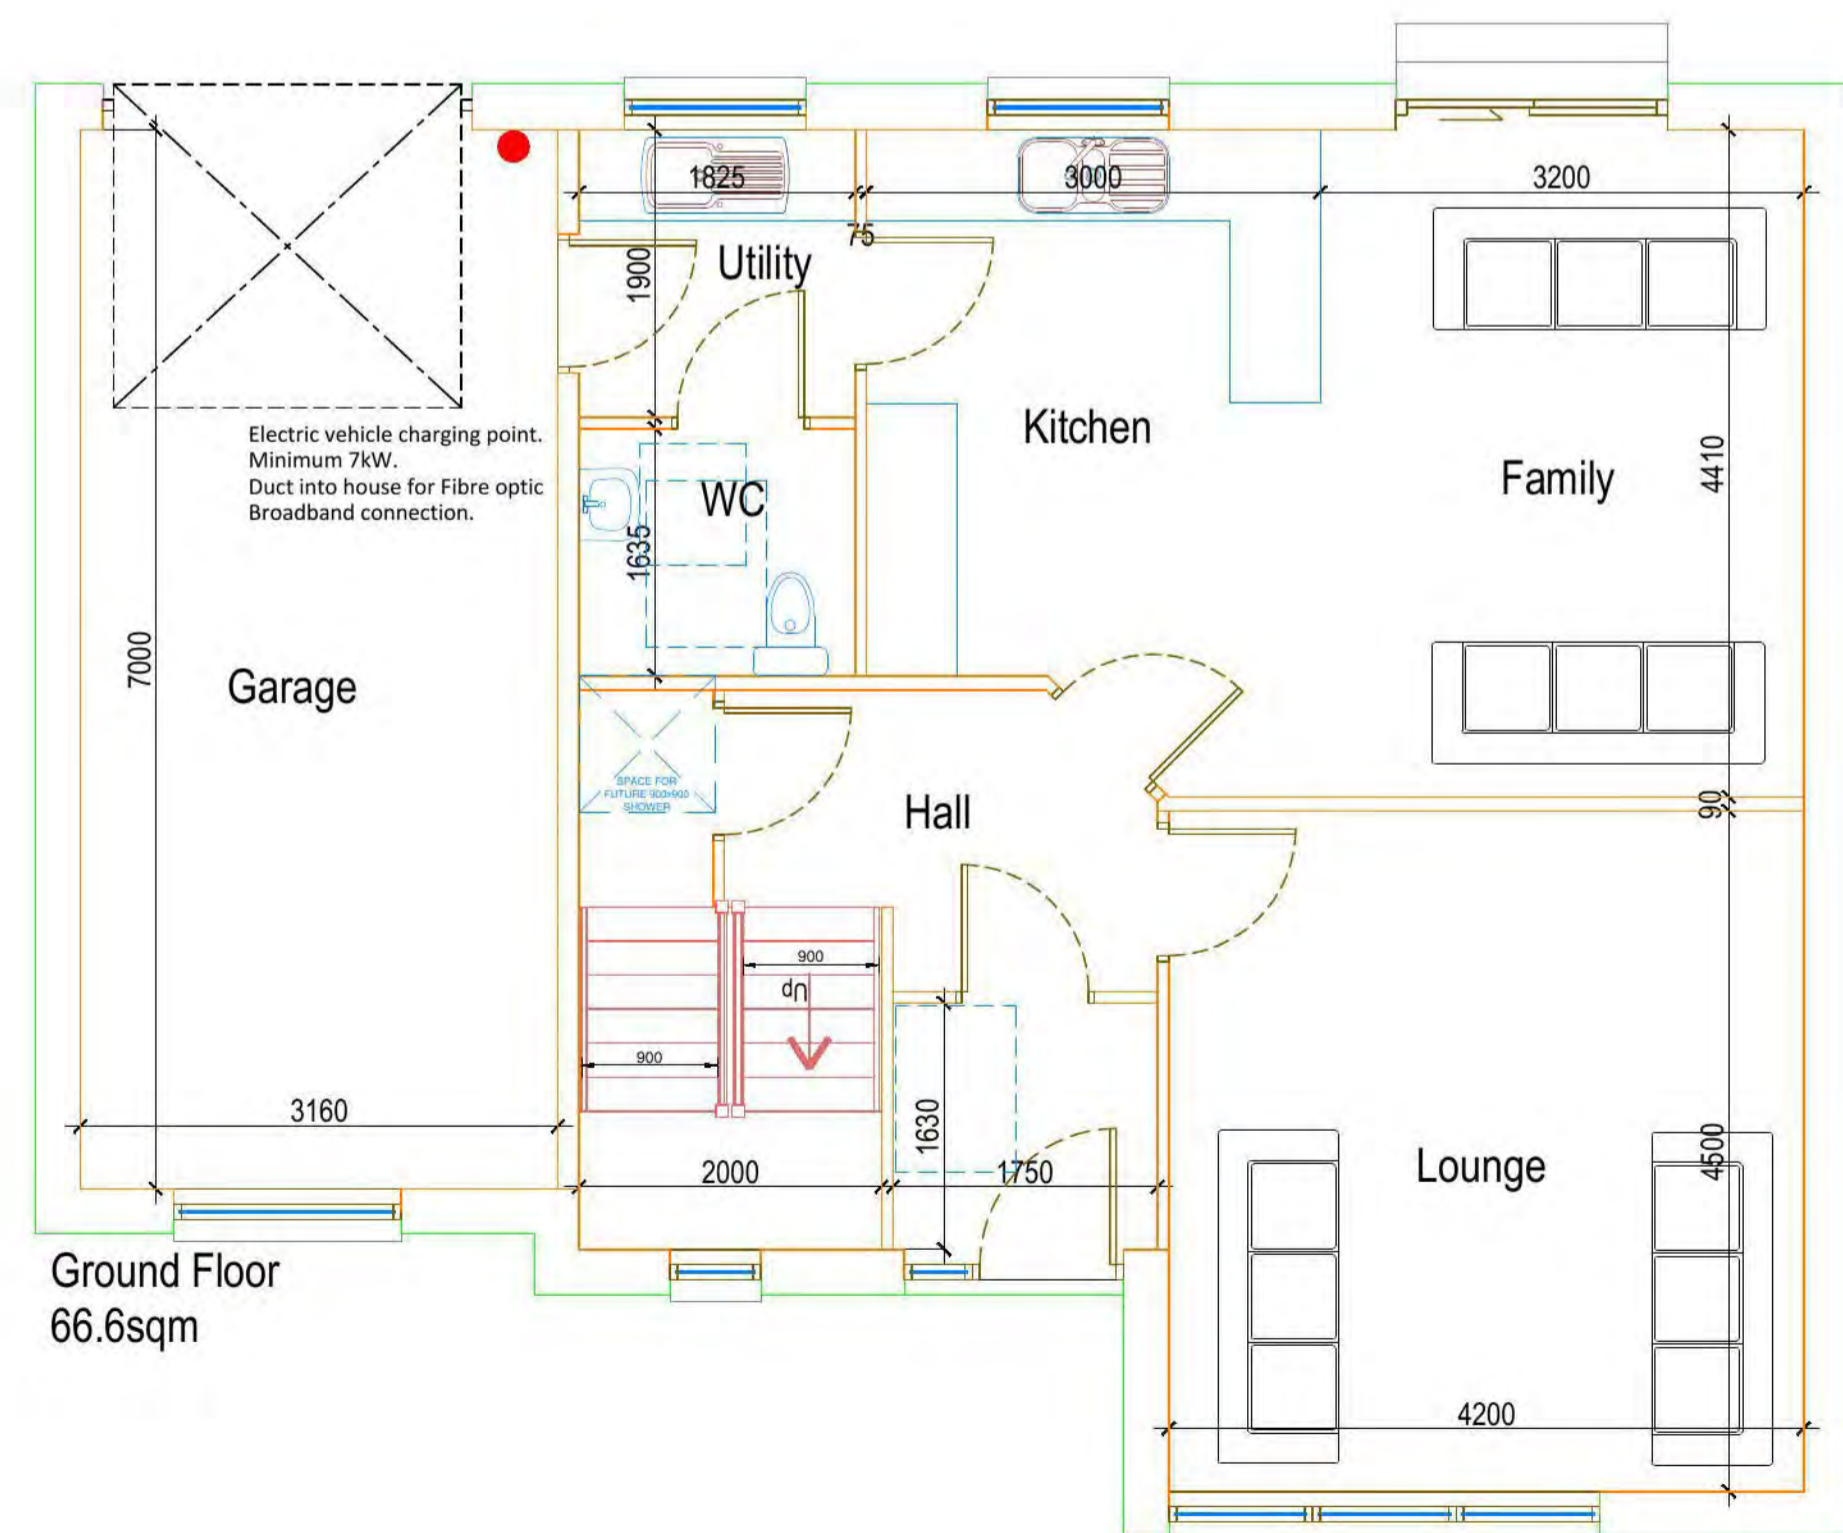 1825
3000
3200
75
Utility
1900
Kitchen
Electric vehicle charging point.
Minimum 7kW.
Duct into house for Fibre optic
Broadband connection.
Family
4410
WC
1635
7000
Garage
SPACE FOR
FUTURE 900x900
SHOWER
Hall
90
900
Up
900
3160
1630
2000
1750
Lounge
4500
Ground Floor
66.6sqm
4200